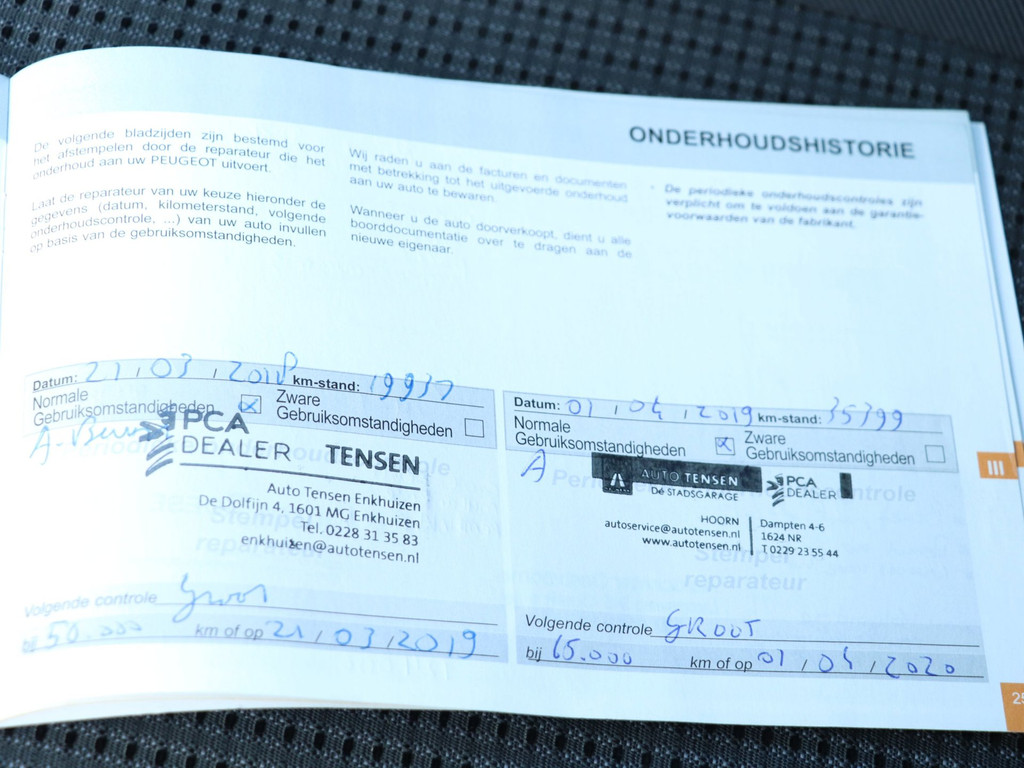 ONDERHOUDSHISTORIE
De volgende bladzijden zijn bestemd voor
het afstempelen door de reparateur die het
onderhoud aan uw PEUGEOT uitvoert.
Laat de reparateur van uw keuze hieronder de
gegevens (datum, kilometerstand, volgende
onderhoudscontrole, ...) van uw auto invullen
op basis van de gebruiksomstandigheden.
Wij raden u aan de facturen en documenten
met betrekking tot het uitgevoerde onderhoud
aan uw auto te bewaren.
Wanneer u de auto doorverkoopt, dient u alle
boorddocumentatie over te dragen aan de
nieuwe eigenaar.
- De periodieke onderhoudscontroles zijn
verplicht om te voldoen aan de garantie-
voorwaarden van de fabrikant.
Datum: 21 / 03 / 2018 km-stand: 19937
Normale Gebruiksomstandigheden
Zware Gebruiksomstandigheden
PCA
DEALER TENSEN
Auto Tensen Enkhuizen
De Dolfijn 4, 1601 MG Enkhuizen
Tel. 0228 31 35 83
enkhuizen@autotensen.nl
Stempel
reparateur
Volgende controle Groot
bij 50.000 km of op 21 / 03 / 2019
Datum: 01 / 04 / 2019 km-stand: 35799
Normale Gebruiksomstandigheden
Zware Gebruiksomstandigheden
A
AUTO TENSEN
De STADSGARAGE
PCA
DEALER
HOORN
autoservice@autotensen.nl
www.autotensen.nl
Dampten 4-6
1624 NR
T 0229 23 55 44
Stempel
reparateur
Volgende controle GROOT
bij 65.000 km of op 01 / 04 / 2020
III
25